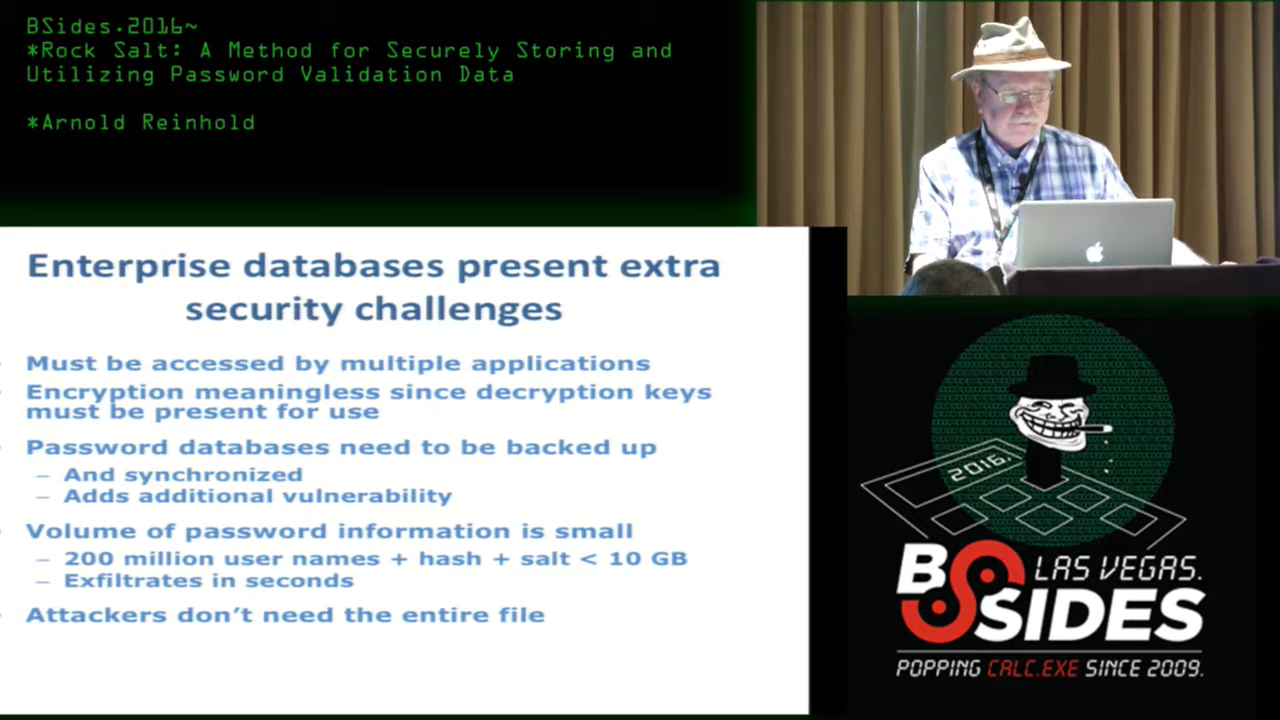 BSides.2016~
*Rock Salt: A Method for Securely Storing and
Utilizing Password Validation Data
*Arnold Reinhold
Enterprise databases present extra
security challenges
Must be accessed by multiple applications
Encryption meaningless since decryption keys
must be present for use
Password databases need to be backed up
– And synchronized
– Adds additional vulnerability
Volume of password information is small
– 200 million user names + hash + salt < 10 GB
– Exfiltrates in seconds
Attackers don’t need the entire file
2016.
BSIDES
LAS VEGAS.
POPPING CALC.EXE SINCE 2009.